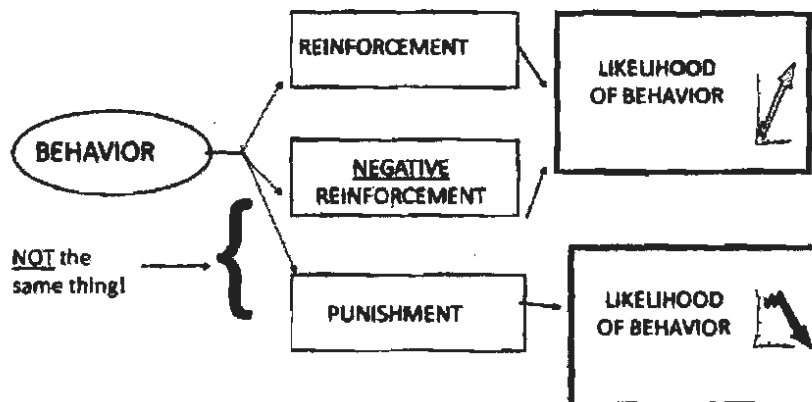 REINFORCEMENT
LIKELIHOOD
OF BEHAVIOR
BEHAVIOR
NEGATIVE
REINFORCEMENT
NOT the
same thing!
PUNISHMENT
LIKELIHOOD
OF BEHAVIOR